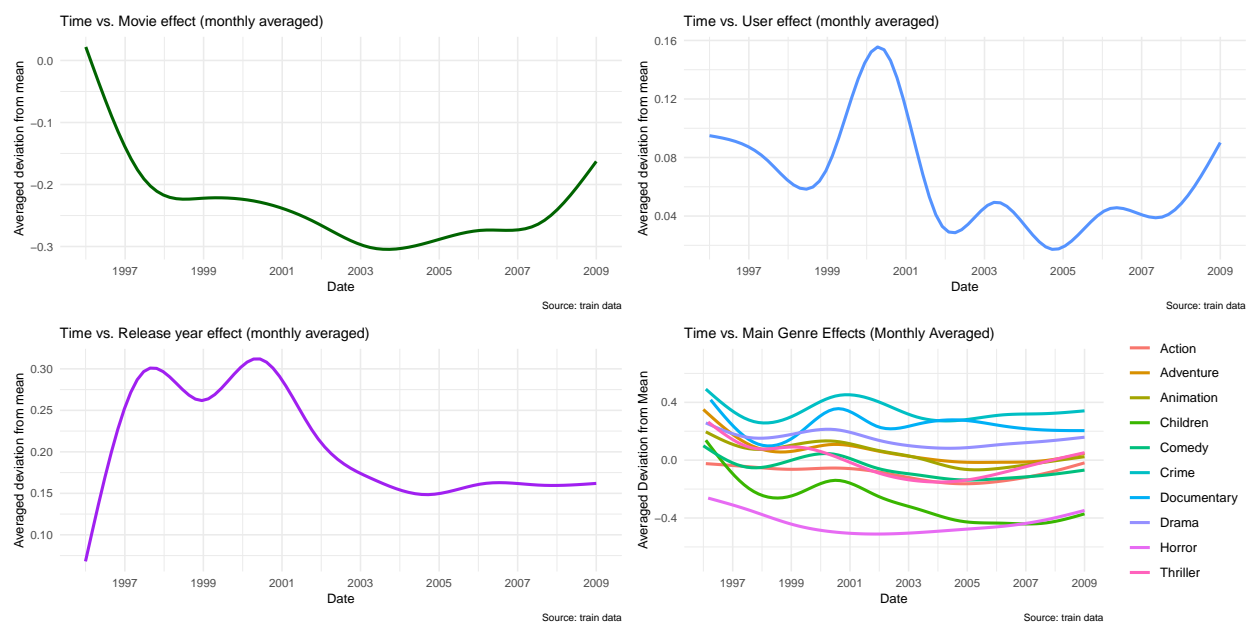 Time vs. Movie effect (monthly averaged)
Averaged deviation from mean
0.0
−0.1
−0.2
−0.3
1997 1999 2001 2003 2005 2007 2009
Date
Source: train data
Time vs. User effect (monthly averaged)
Averaged deviation from mean
0.16
0.12
0.08
0.04
1997 1999 2001 2003 2005 2007 2009
Date
Source: train data
Time vs. Release year effect (monthly averaged)
Averaged deviation from mean
0.30
0.25
0.20
0.15
0.10
1997 1999 2001 2003 2005 2007 2009
Date
Source: train data
Time vs. Main Genre Effects (Monthly Averaged)
Averaged Deviation from Mean
0.4
0.0
−0.4
1997 1999 2001 2003 2005 2007 2009
Date
Source: train data
Action
Adventure
Animation
Children
Comedy
Crime
Documentary
Drama
Horror
Thriller